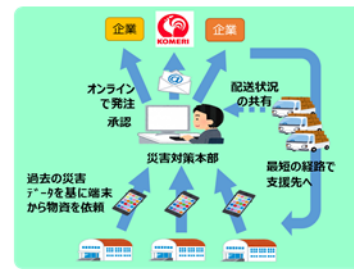 企業
KOMERI
企業
オンライン
で発注
承認
配送状況
の共有
災害対策本部
最短の経路で
支援先へ
過去の災害
データを基に端末
から物資を依頼